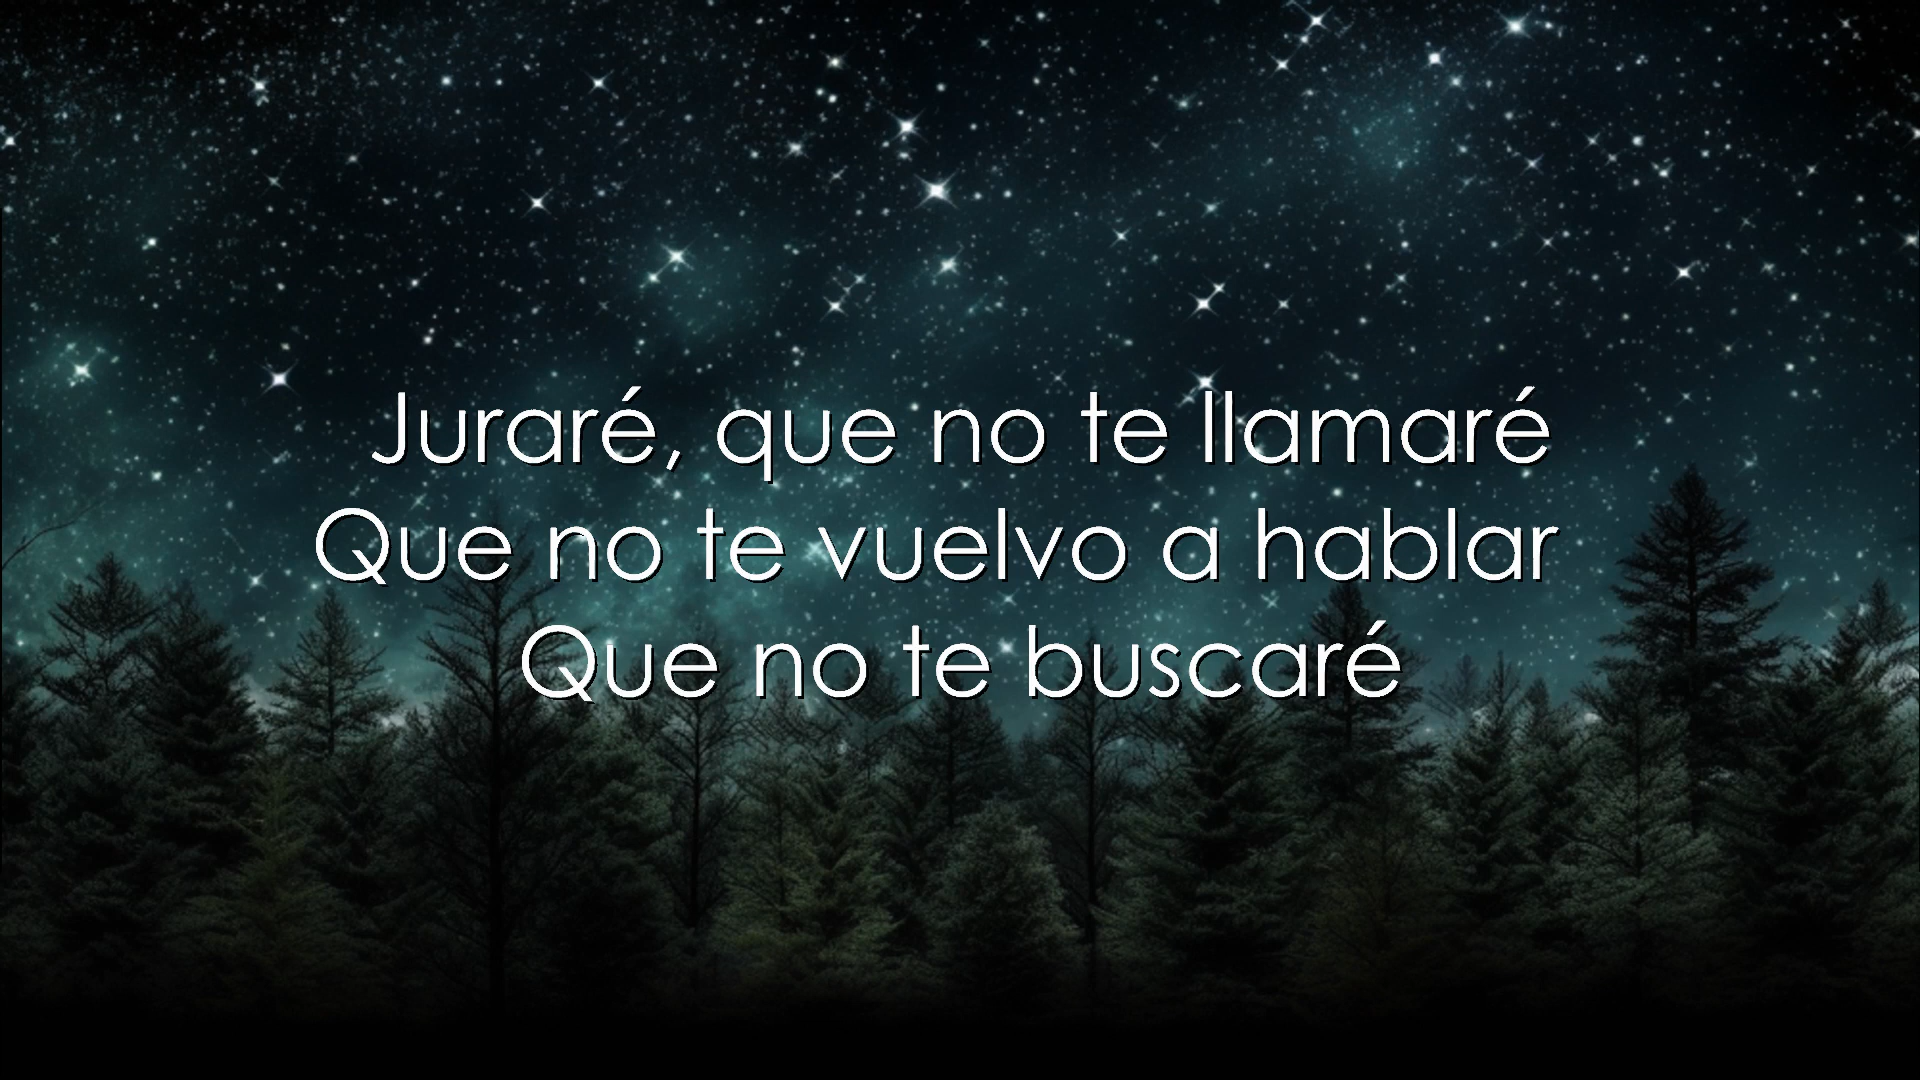 Juraré, que no te llamaré
Que no te vuelvo a hablar
Que no te buscaré